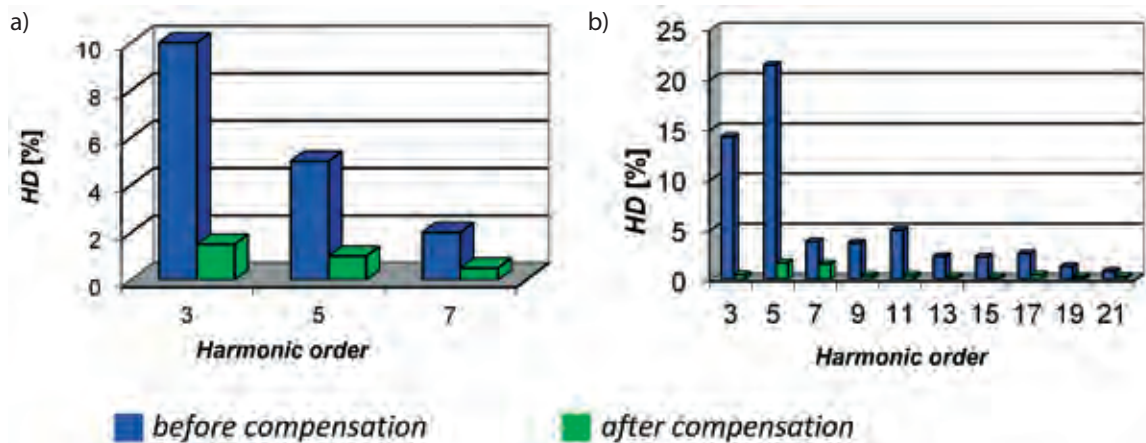 a)
10
8
6
4
2
0
HD [%]
3 5 7
Harmonic order
b)
25
20
15
10
5
0
HD [%]
3 5 7 9 11 13 15 17 19 21
Harmonic order
before compensation
after compensation